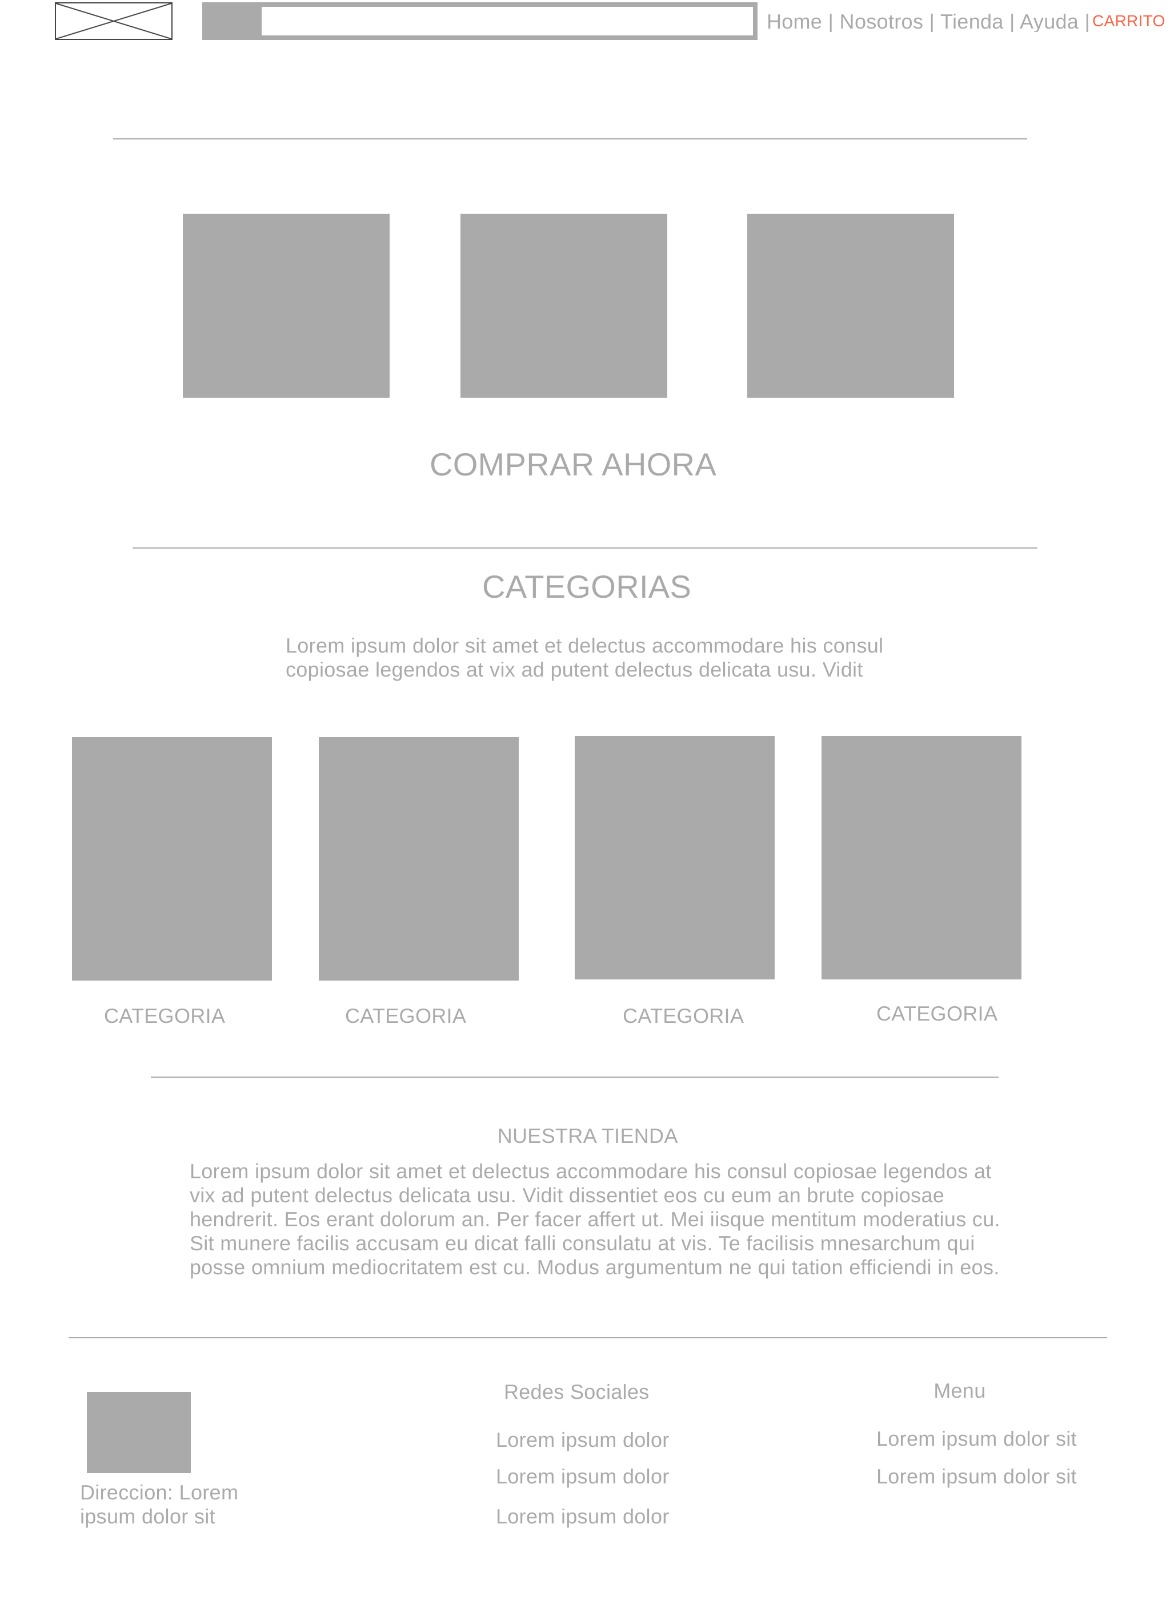 Home | Nosotros | Tienda | Ayuda | CARRITO
COMPRAR AHORA
CATEGORIAS
Lorem ipsum dolor sit amet et delectus accommodare his consul
copiosae legendos at vix ad putent delectus delicata usu. Vidit
CATEGORIA
CATEGORIA
CATEGORIA
CATEGORIA
NUESTRA TIENDA
Lorem ipsum dolor sit amet et delectus accommodare his consul copiosae legendos at
vix ad putent delectus delicata usu. Vidit dissentiet eos cu eum an brute copiosae
hendrerit. Eos erant dolorum an. Per facer affert ut. Mei iisque mentitum moderatius cu.
Sit munere facilis accusam eu dicat falli consulatu at vis. Te facilisis mnesarchum qui
posse omnium mediocritatem est cu. Modus argumentum ne qui tation efficiendi in eos.
Direccion: Lorem
ipsum dolor sit
Redes Sociales
Lorem ipsum dolor
Lorem ipsum dolor
Lorem ipsum dolor
Menu
Lorem ipsum dolor sit
Lorem ipsum dolor sit